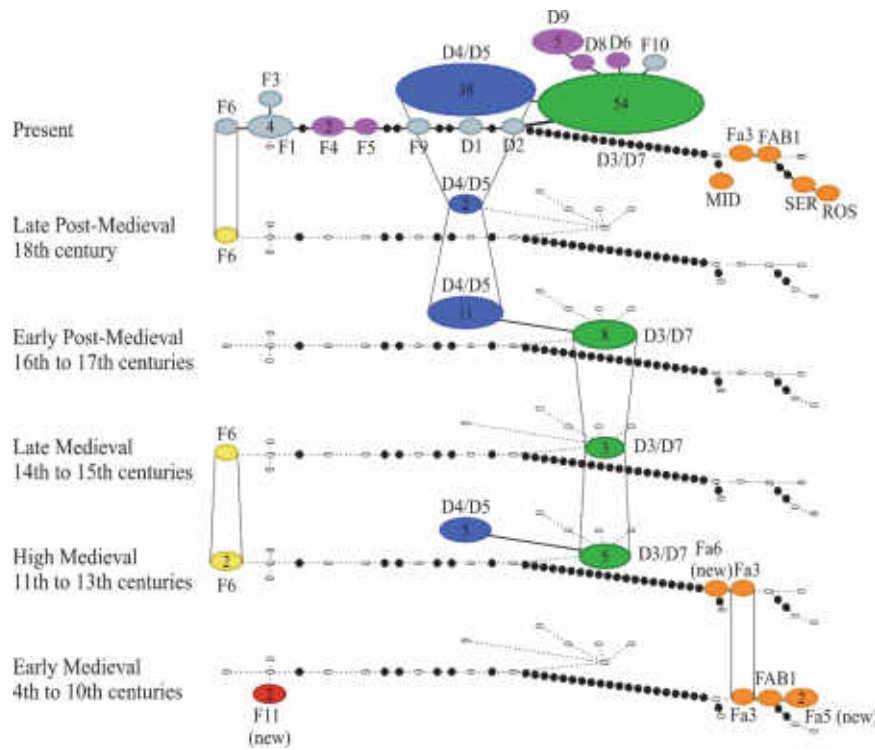 D9
5
D8 D6 F10
D4/D5
38
54
F3
F6
Present
4
2
F1 F4 F5 F9 D1 D2
D3/D7
Fa3
FAB1
MID
SER
ROS
D4/D5
2
Late Post-Medieval
18th century
F6
D4/D5
11
Early Post-Medieval
16th to 17th centuries
8
D3/D7
F6
Late Medieval
14th to 15th centuries
3
D3/D7
D4/D5
5
High Medieval
11th to 13th centuries
2
F6
5
D3/D7
Fa6
(new)
Fa3
Early Medieval
4th to 10th centuries
2
F11
(new)
FAB1
2
Fa3
Fa5 (new)